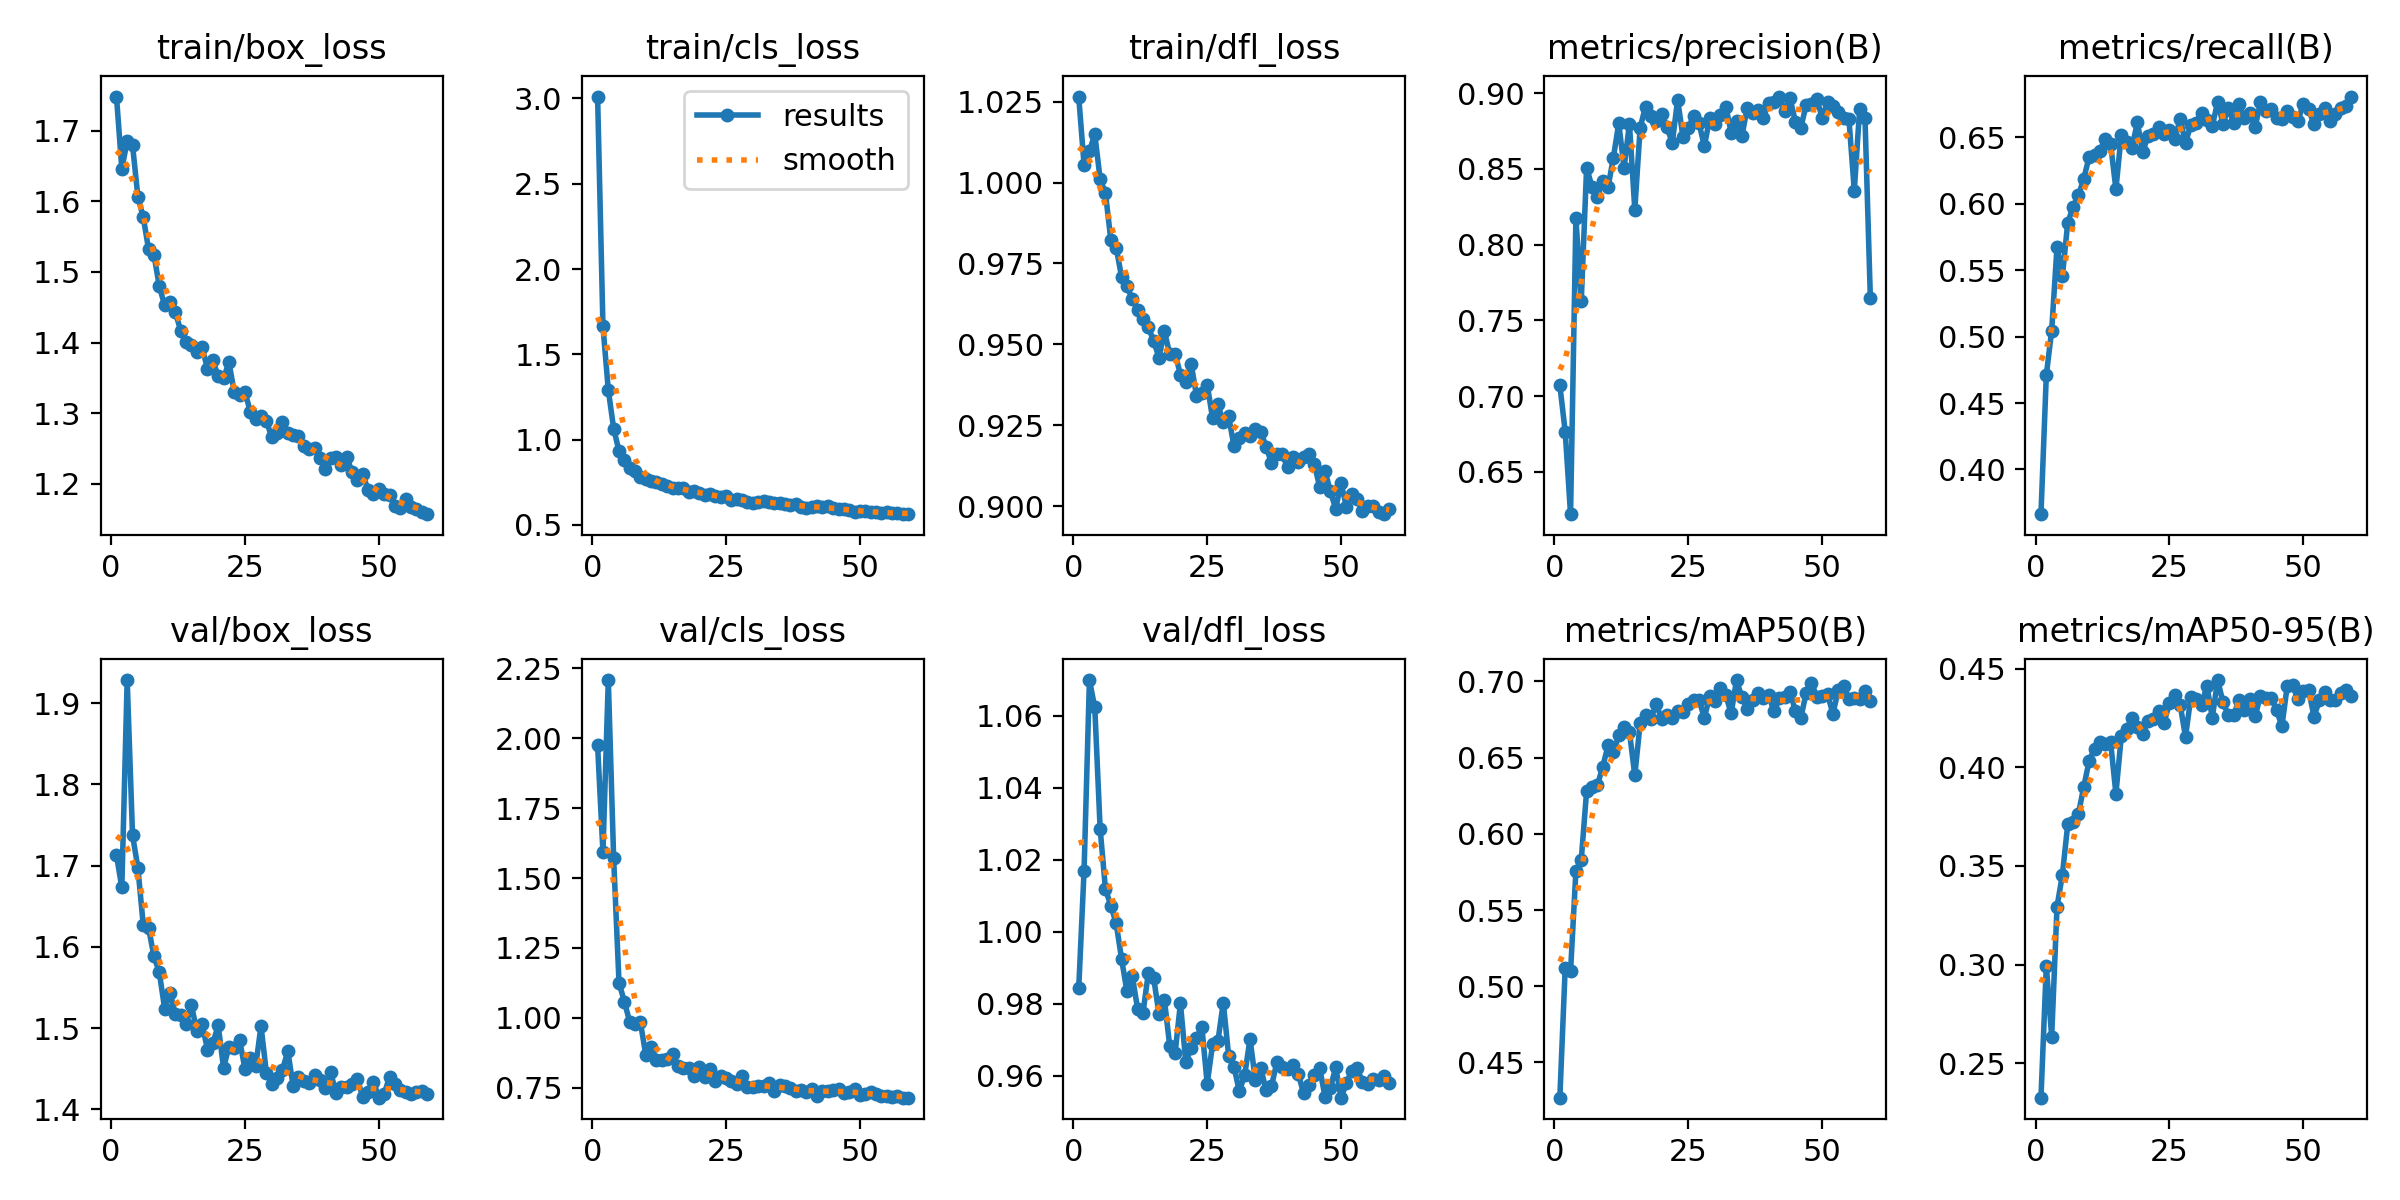 train/box_loss
train/cls_loss
train/dfl_loss
metrics/precision(B)
metrics/recall(B)
1.7
1.6
1.5
1.4
1.3
1.2
0 25 50
results
smooth
3.0
2.5
2.0
1.5
1.0
0.5
0 25 50
1.025
1.000
0.975
0.950
0.925
0.900
0 25 50
0.90
0.85
0.80
0.75
0.70
0.65
0 25 50
0.65
0.60
0.55
0.50
0.45
0.40
0 25 50
val/box_loss
val/cls_loss
val/dfl_loss
metrics/mAP50(B)
metrics/mAP50-95(B)
1.9
1.8
1.7
1.6
1.5
1.4
0 25 50
2.25
2.00
1.75
1.50
1.25
1.00
0.75
0 25 50
1.06
1.04
1.02
1.00
0.98
0.96
0 25 50
0.70
0.65
0.60
0.55
0.50
0.45
0 25 50
0.45
0.40
0.35
0.30
0.25
0 25 50